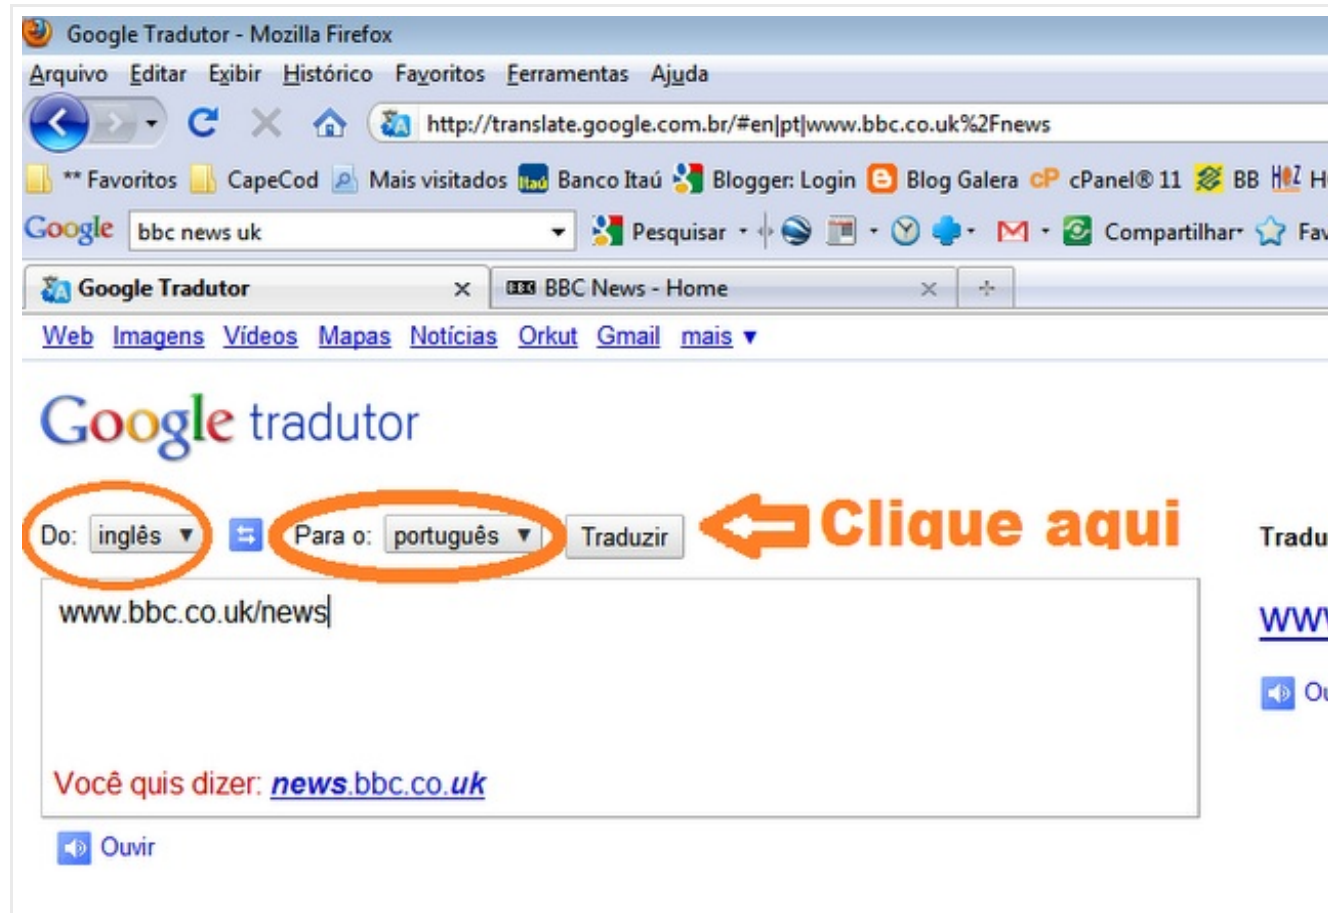 Google Tradutor - Mozilla Firefox
Arquivo Editar Exibir Histórico Favoritos Ferramentas Ajuda
http://translate.google.com.br/#en|pt|www.bbc.co.uk%2Fnews
** Favoritos CapeCod Mais visitados Itaú Banco Itaú Blogger: Login Blog Galera cP cPanel® 11 BB
Google bbc news uk Pesquisar Compartilhar
Google Tradutor BBC BBC News - Home
Web Imagens Vídeos Mapas Notícias Orkut Gmail mais
Google tradutor
Do: inglês Para o: português Traduzir Clique aqui
www.bbc.co.uk/news
Você quis dizer: news.bbc.co.uk
Ouvir